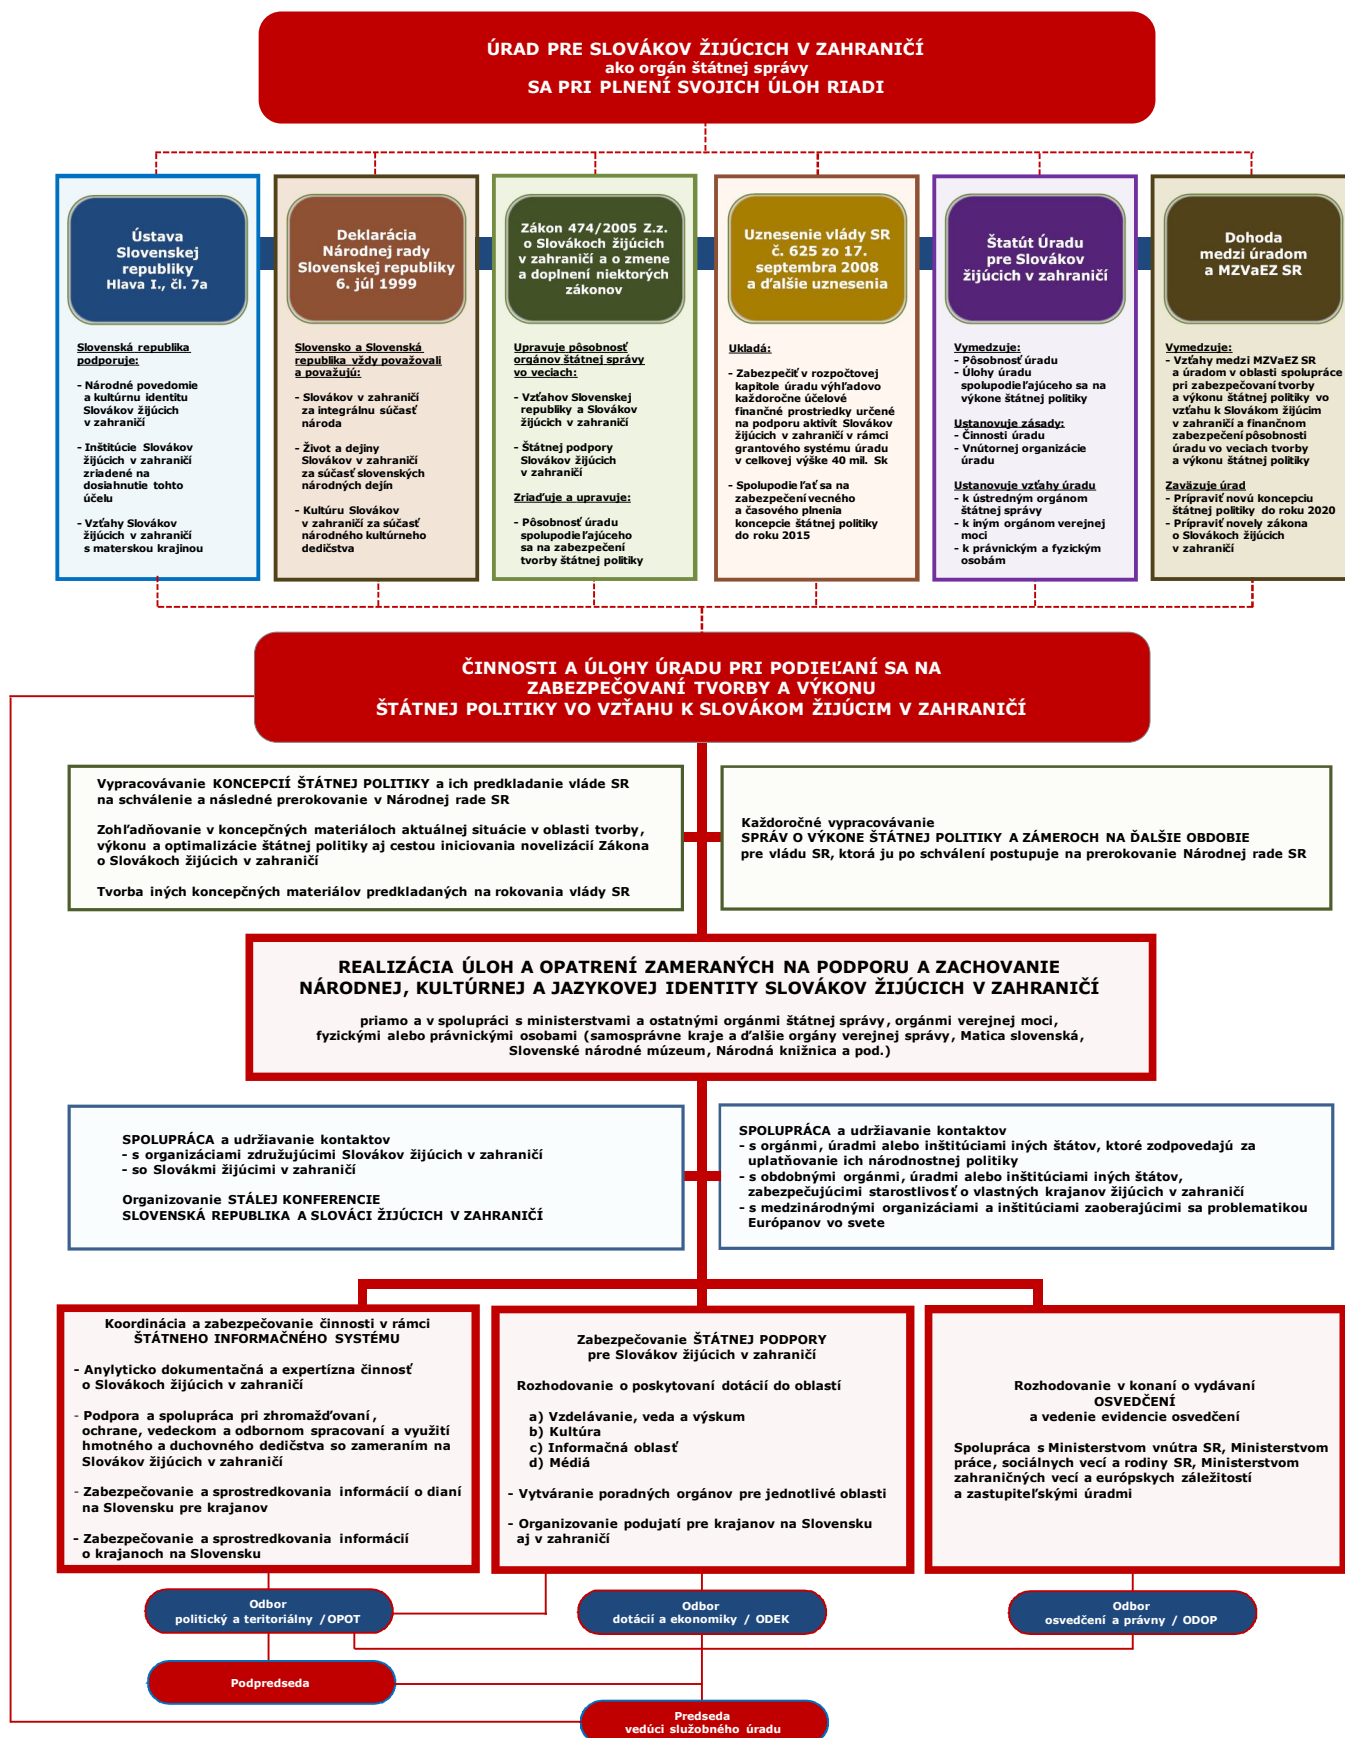 ÚRAD PRE SLOVÁKOV ŽIJÚCICH V ZAHRANIČÍ
ako orgán štátnej správy
SA PRI PLNENÍ SVOJICH ÚLOH RIADI
Ústava
Slovenskej
republiky
Hlava I., čl. 7a
Slovenská republika
podporuje:
- Národné povedomie
a kultúrnu identitu
Slovákov žijúcich
v zahraničí
- Inštitúcie Slovákov
žijúcich v zahraničí
zriadené na
dosiahnutie tohto
účelu
- Vzťahy Slovákov
žijúcich v zahraničí
s materskou krajinou
Deklarácia
Národnej rady
Slovenskej republiky
6. júl 1999
Slovensko a Slovenská
republika vždy považovali
a považujú:
- Slovákov v zahraničí
za integrálnu súčasť
národa
- Život a dejiny
Slovákov v zahraničí
za súčasť slovenských
národných dejín
- Kultúru Slovákov
v zahraničí za súčasť
národného kultúrneho
dedičstva
Zákon 474/2005 Z.z.
o Slovákoch žijúcich
v zahraničí a o zmene
a doplnení niektorých
zákonov
Upravuje pôsobnosť
orgánov štátnej správy
vo veciach:
- Vzťahov Slovenskej
republiky a Slovákov
žijúcich v zahraničí
- Štátnej podpory
Slovákov žijúcich
v zahraničí
Zriaďuje a upravuje:
- Pôsobnosť úradu
spolupodieľajúceho
sa na zabezpečení
tvorby štátnej politiky
Uznesenie vlády SR
č. 625 zo 17.
septembra 2008
a ďalšie uznesenia
Ukladá:
- Zabezpečiť v rozpočtovej
kapitole úradu výhľadovo
každoročne účelové
finančné prostriedky určené
na podporu aktivít Slovákov
žijúcich v zahraničí v rámci
grantového systému úradu
v celkovej výške 40 mil. Sk
- Spolupodieľať sa na
zabezpečení vecného
a časového plnenia
koncepcie štátnej politiky
do roku 2015
Štatút Úradu
pre Slovákov
žijúcich v zahraničí
Vymedzuje:
- Pôsobnosť úradu
- Úlohy úradu
spolupodieľajúceho sa na
výkone štátnej politiky
Ustanovuje zásady:
- Činnosti úradu
- Vnútornej organizácie
úradu
Ustanovuje vzťahy úradu
- k ústredným orgánom
štátnej správy
- k iným orgánom verejnej
moci
- k právnickým a fyzickým
osobám
Dohoda
medzi úradom
a MZVaEZ SR
Vymedzuje:
- Vzťahy medzi MZVaEZ SR
a úradom v oblasti spolupráce
pri zabezpečovaní tvorby
a výkonu štátnej politiky vo
vzťahu k Slovákom žijúcim
v zahraničí a finančnom
zabezpečení pôsobnosti
úradu vo veciach tvorby
a výkonu štátnej politiky
Zaväzuje úrad
- Pripraviť novú koncepciu
štátnej politiky do roku 2020
- Pripraviť novely zákona
o Slovákoch žijúcich
v zahraničí
ČINNOSTI A ÚLOHY ÚRADU PRI PODIEĽANÍ SA NA
ZABEZPEČOVANÍ TVORBY A VÝKONU
ŠTÁTNEJ POLITIKY VO VZŤAHU K SLOVÁKOM ŽIJÚCIM V ZAHRANIČÍ
Vypracovávanie KONCEPCIÍ ŠTÁTNEJ POLITIKY a ich predkladanie vláde SR
na schválenie a následné prerokovanie v Národnej rade SR
Zohľadňovanie v koncepčných materiáloch aktuálnej situácie v oblasti tvorby,
výkonu a optimalizácie štátnej politiky aj cestou iniciovania novelizácií Zákona
o Slovákoch žijúcich v zahraničí
Tvorba iných koncepčných materiálov predkladaných na rokovania vlády SR
Každoročné vypracovávanie
SPRÁV O VÝKONE ŠTÁTNEJ POLITIKY A ZÁMEROCH NA ĎALŠIE OBDOBIE
pre vládu SR, ktorá ju po schválení postupuje na prerokovanie Národnej rade SR
REALIZÁCIA ÚLOH A OPATRENÍ ZAMERANÝCH NA PODPORU A ZACHOVANIE
NÁRODNEJ, KULTÚRNEJ A JAZYKOVEJ IDENTITY SLOVÁKOV ŽIJÚCICH V ZAHRANIČÍ
priamo a v spolupráci s ministerstvami a ostatnými orgánmi štátnej správy, orgánmi verejnej moci,
fyzickými alebo právnickými osobami (samosprávne kraje a ďalšie orgány verejnej správy, Matica slovenská,
Slovenské národné múzeum, Národná knižnica a pod.)
SPOLUPRÁCA a udržiavanie kontaktov
- s organizáciami združujúcimi Slovákov žijúcich v zahraničí
- so Slovákmi žijúcimi v zahraničí
Organizovanie STÁLEJ KONFERENCIE
SLOVENSKÁ REPUBLIKA A SLOVÁCI ŽIJÚCICH V ZAHRANIČÍ
SPOLUPRÁCA a udržiavanie kontaktov
- s orgánmi, úradmi alebo inštitúciami iných štátov, ktoré zodpovedajú za
uplatňovanie ich národnostnej politiky
- s obdobnými orgánmi, úradmi alebo inštitúciami iných štátov,
zabezpečujúcimi starostlivosť o vlastných krajanov žijúcich v zahraničí
- s medzinárodnými organizáciami a inštitúciami zaoberajúcimi sa problematikou
Európanov vo svete
Koordinácia a zabezpečovanie činnosti v rámci
ŠTÁTNEHO INFORMAČNÉHO SYSTÉMU
- Anylyticko dokumentačná a expertízna činnosť
o Slovákoch žijúcich v zahraničí
- Podpora a spolupráca pri zhromažďovaní,
ochrane, vedeckom a odbornom spracovaní a využití
hmotného a duchovného dedičstva so zameraním na
Slovákov žijúcich v zahraničí
- Zabezpečovanie a sprostredkovania informácií o dianí
na Slovensku pre krajanov
- Zabezpečovanie a sprostredkovania informácií
o krajanoch na Slovensku
Zabezpečovanie ŠTÁTNEJ PODPORY
pre Slovákov žijúcich v zahraničí
Rozhodovanie o poskytovaní dotácií do oblastí
a) Vzdelávanie, veda a výskum
b) Kultúra
c) Informačná oblasť
d) Médiá
- Vytváranie poradných orgánov pre jednotlivé oblasti
- Organizovanie podujatí pre krajanov na Slovensku
aj v zahraničí
Rozhodovanie v konaní o vydávaní
OSVEDČENÍ
a vedenie evidencie osvedčení
Spolupráca s Ministerstvom vnútra SR, Ministerstvom
práce, sociálnych vecí a rodiny SR, Ministerstvom
zahraničných vecí a európskych záležitostí
a zastupiteľskými úradmi
Odbor
politický a teritoriálny /OPOT
Odbor
dotácií a ekonomiky / ODEK
Odbor
osvedčení a právny / ODOP
Podpredseda
Predseda
vedúci služobného úradu